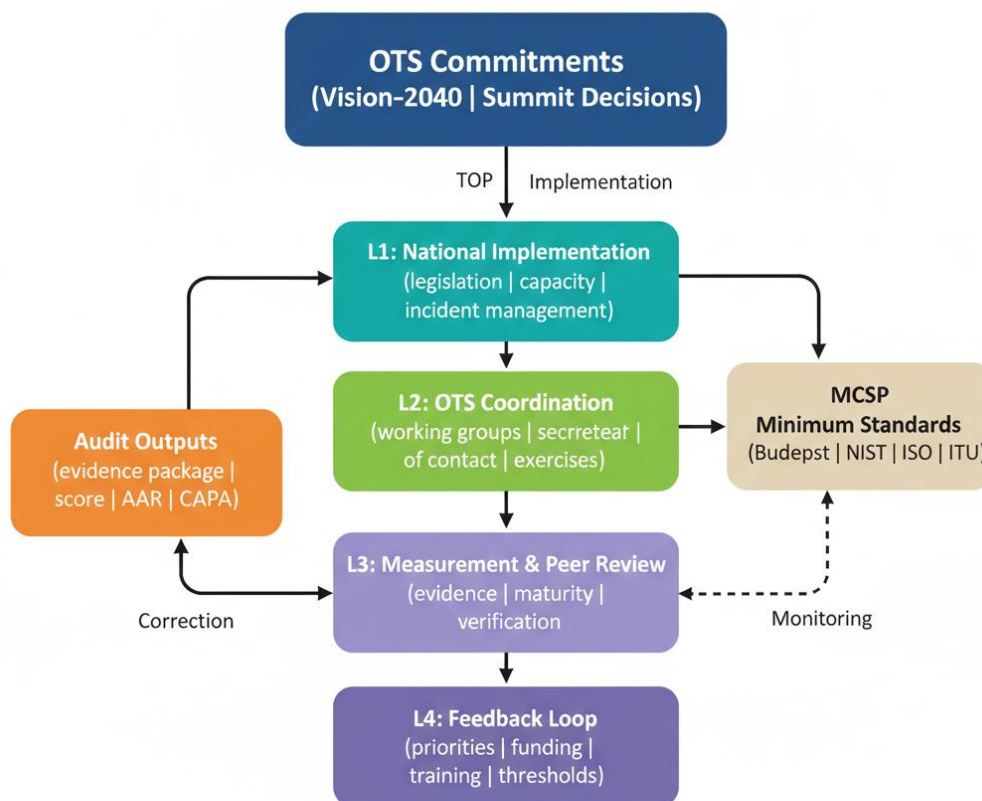 OTS Commitments
(Vision-2040 | Summit Decisions)
TOP
Implementation
L1: National Implementation
(legislation | capacity |
incident management)
L2: OTS Coordination
(working groups | secrreteat |
of contact | exercises)
MCSP
Minimum Standards
(Budepst | NIST | ISO | ITU)
Audit Outputs
(evidence package |
score | AAR | CAPA)
L3: Measurement & Peer Review
(evidence | maturity |
verification
Correction
Monitoring
L4: Feedback Loop
(priorities | funding |
training | thresholds)